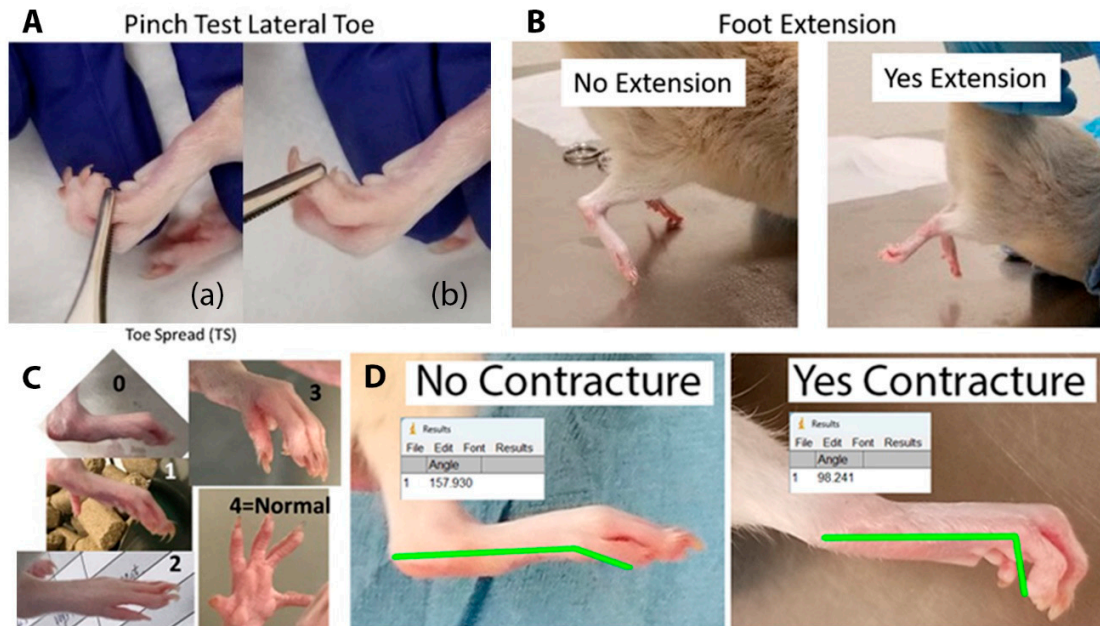 A
Pinch Test Lateral Toe
(a)
(b)
B
Foot Extension
No Extension
Yes Extension
C
Toe Spread (TS)
0
1
2
3
4=Normal
D
No Contracture
Results
File Edit Font Results
Angle
1 157.930
Yes Contracture
Results
File Edit Font Results
Angle
1 98.241